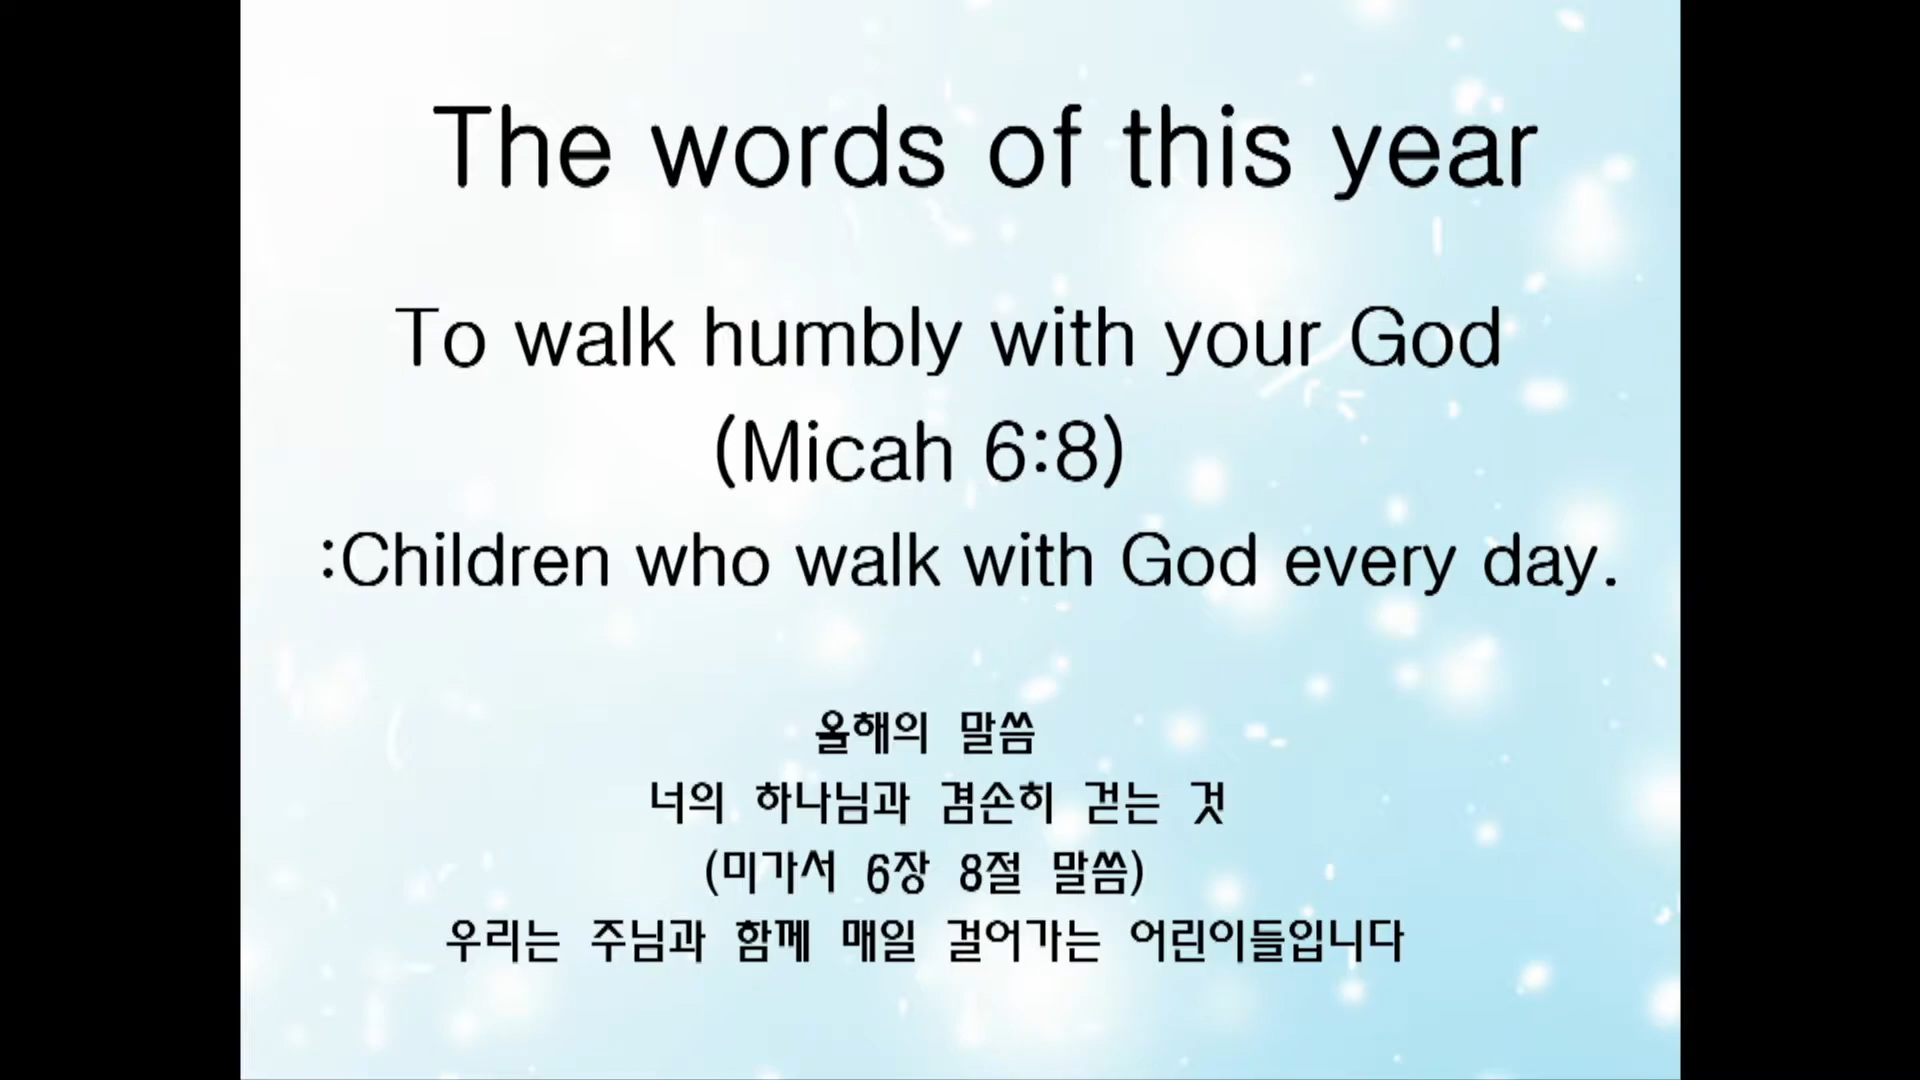 The words of this year
To walk humbly with your God
(Micah 6:8)
:Children who walk with God every day.
올해의 말씀
너의 하나님과 겸손히 걷는 것
(미가서 6장 8절 말씀)
우리는 주님과 함께 매일 걸어가는 어린이들입니다